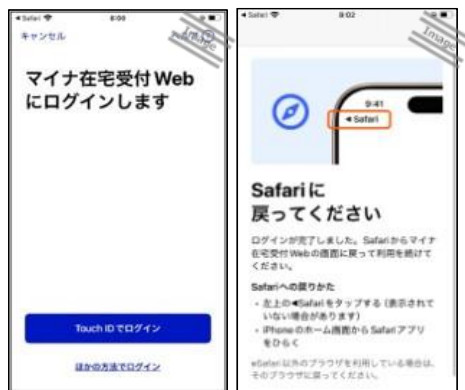 ◀Safari
8:00
キャンセル
Image
マイナ在宅受付Web
にログインします
Touch IDでログイン
ほかの方法でログイン
◀Safari
9:02
Image
9:41
◀Safari
Safariに
戻ってください
ログインが完了しました。Safariからマイナ
在宅受付Webの画面に戻って利用を続けて
ください。
Safariへの戻りかた
・左上の◀Safariをタップする（表示されて
いない場合があります）
・iPhoneのホーム画面からSafariアプリ
をひらく
※Safari以外のブラウザを利用している場合は、
そのブラウザに戻ってください。